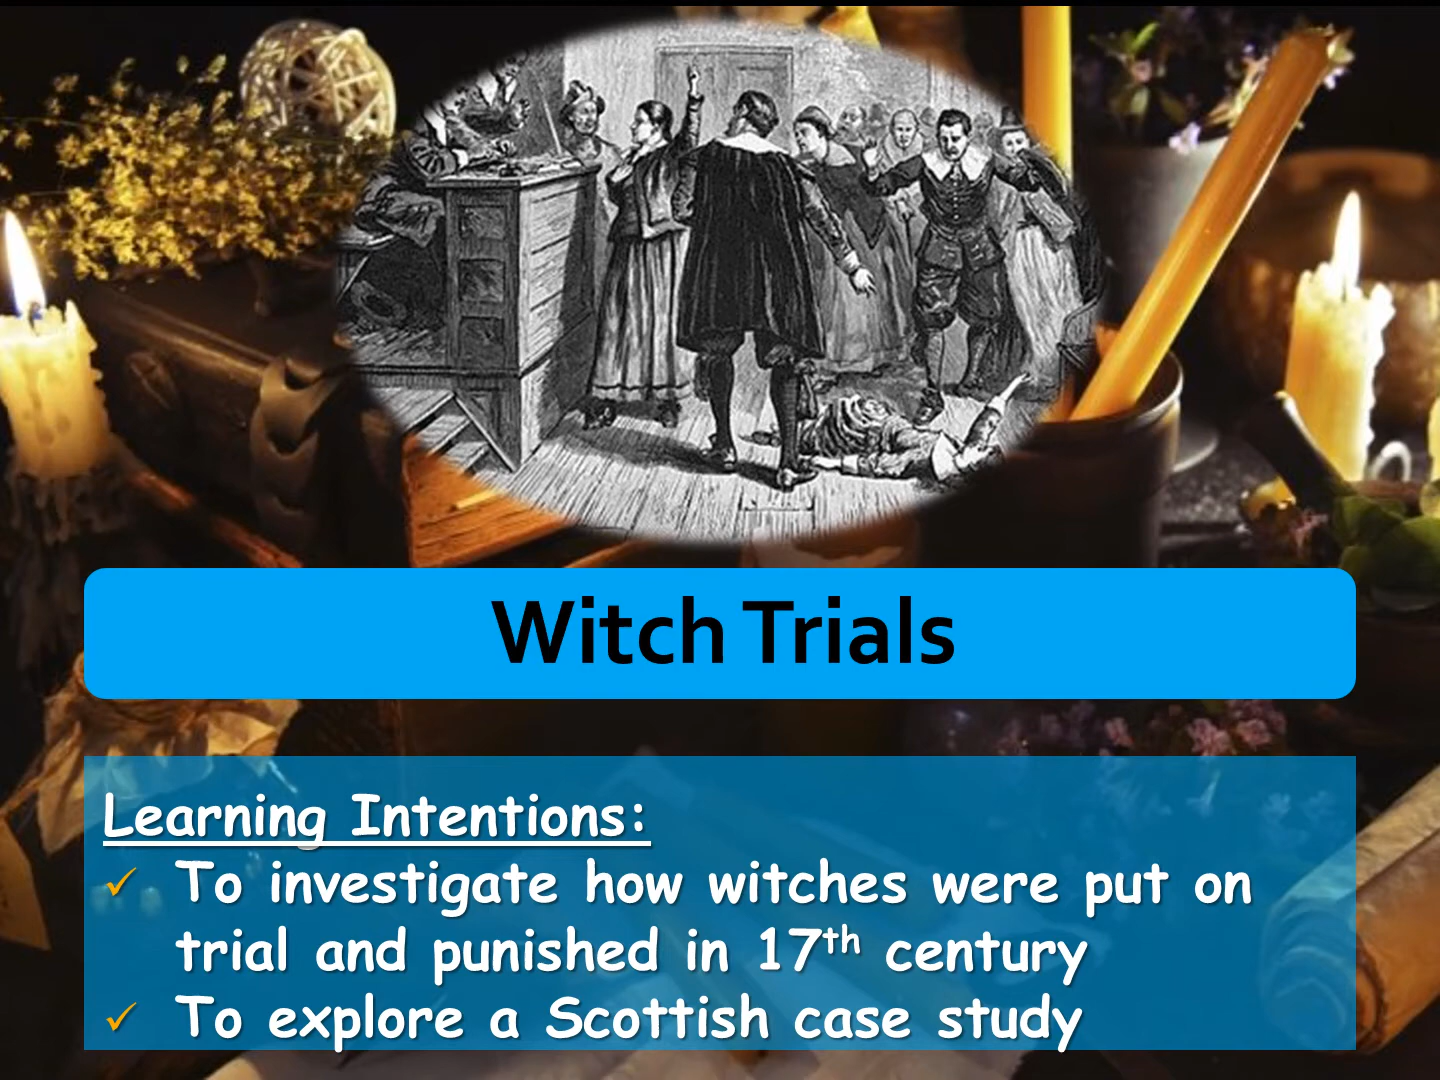 Witch Trials
Learning Intentions:
✓ To investigate how witches were put on
trial and punished in 17th century
✓ To explore a Scottish case study